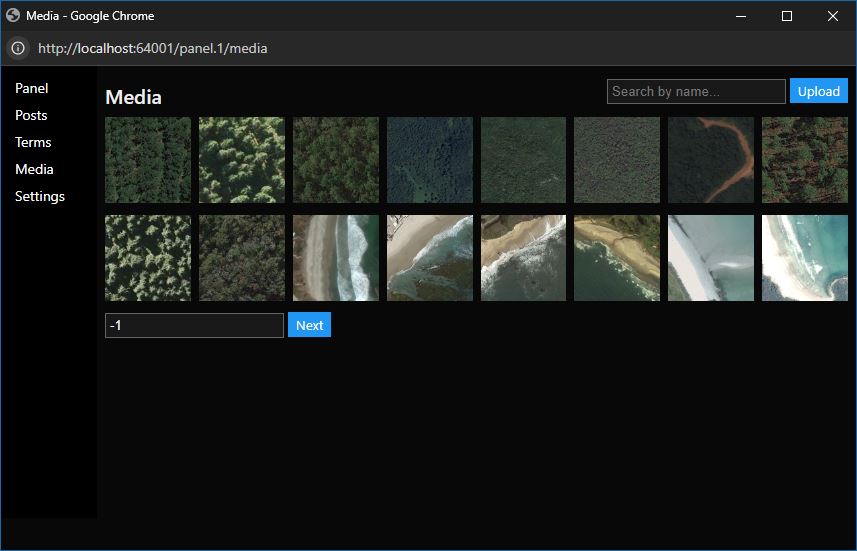 Media - Google Chrome
http://localhost:64001/panel.1/media
Panel
Posts
Terms
Media
Settings
Media
Search by name...
Upload
-1
Next